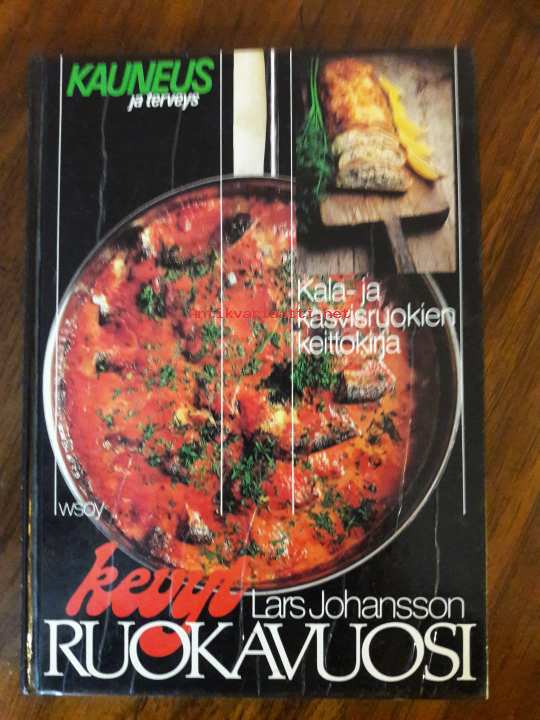 KAUNEUS
ja terveys
Kala- ja
kasvisruokien
keittokirja
Antikvariaatti.net
wsoy
kevyt
Lars Johansson
RUOKAVUOSI